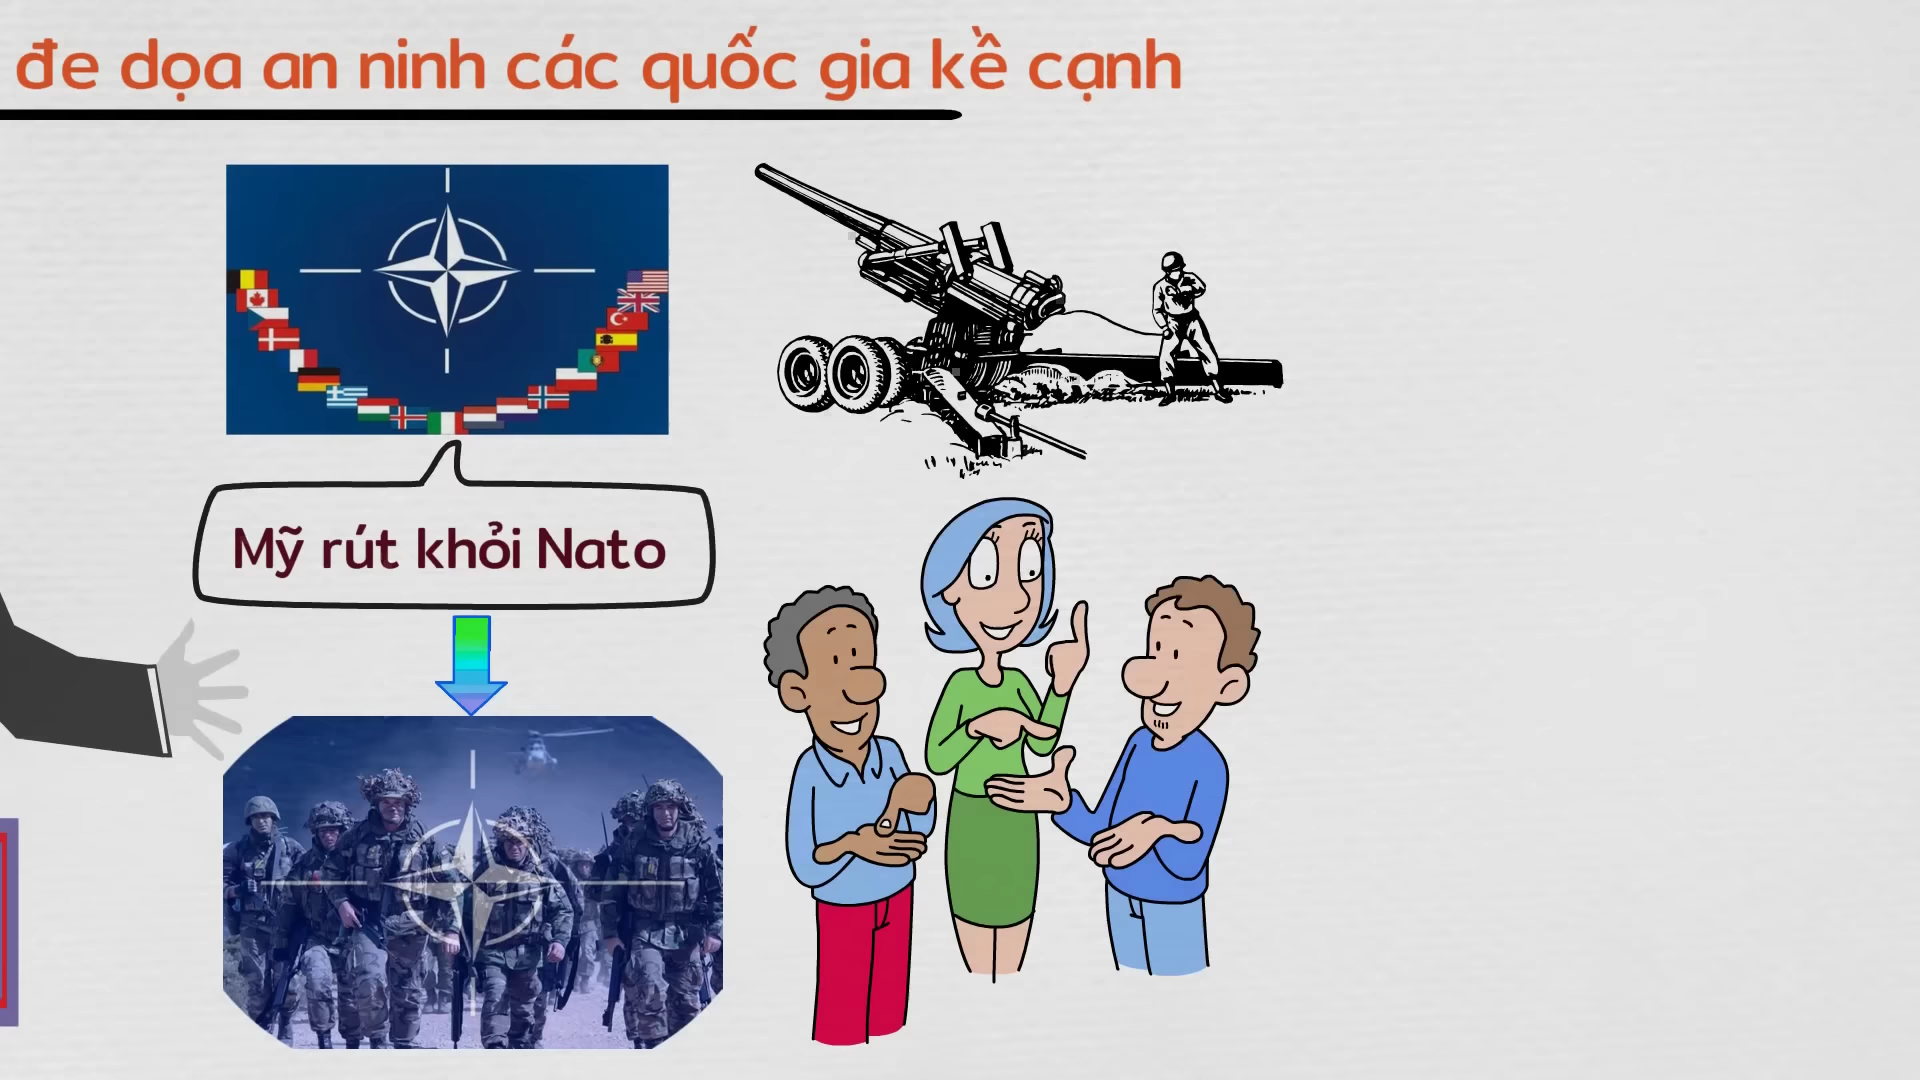 đe dọa an ninh các quốc gia kề cạnh
Mỹ rút khỏi Nato